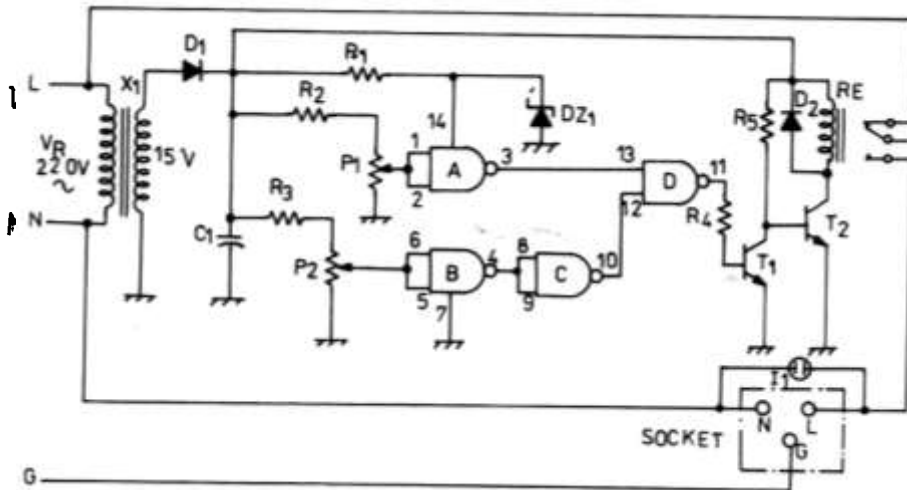 D1
R1
X1
L
R2
RE
D2
R5
14
DZ1
VR
220V
~
15 V
1
3
13
P1
A
2
11
D
12
R4
N
R3
C1
6
8
T2
P2
4
10
B
C
T1
5
7
9
I1
N
L
SOCKET
G
G